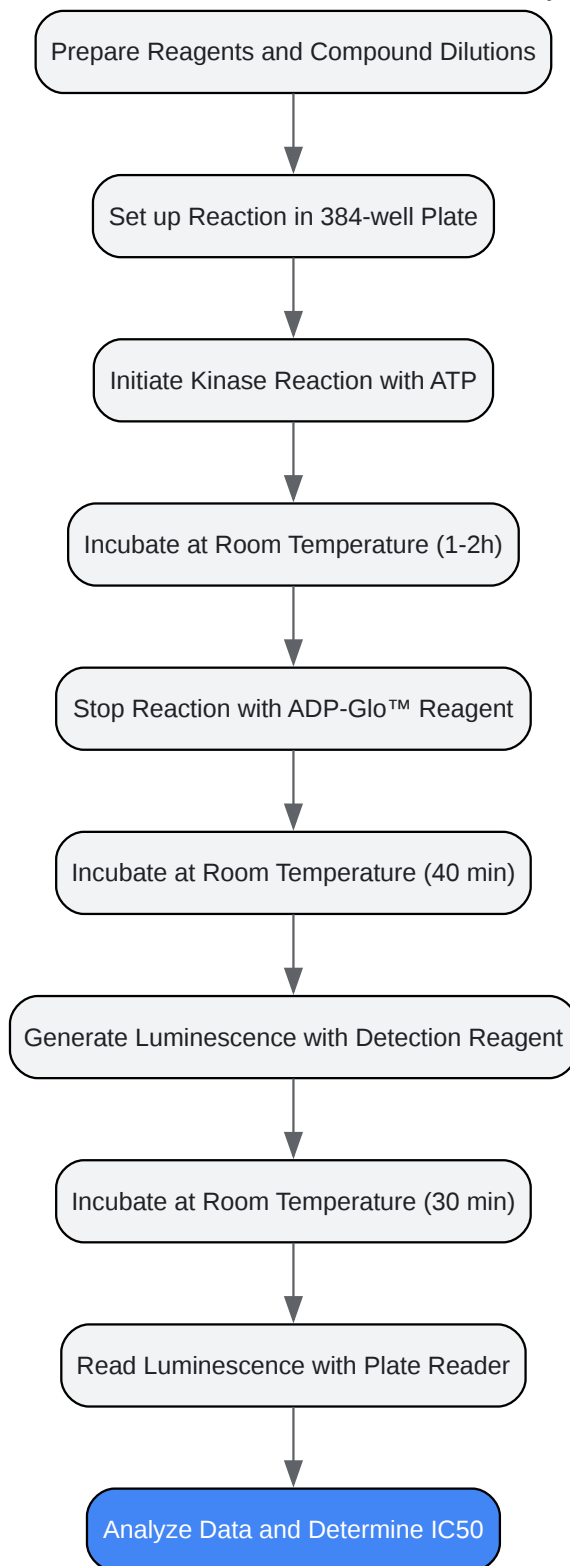 Prepare Reagents and Compound Dilutions
Set up Reaction in 384-well Plate
Initiate Kinase Reaction with ATP
Incubate at Room Temperature (1-2h)
Stop Reaction with ADP-Glo™ Reagent
Incubate at Room Temperature (40 min)
Generate Luminescence with Detection Reagent
Incubate at Room Temperature (30 min)
Read Luminescence with Plate Reader
Analyze Data and Determine IC50